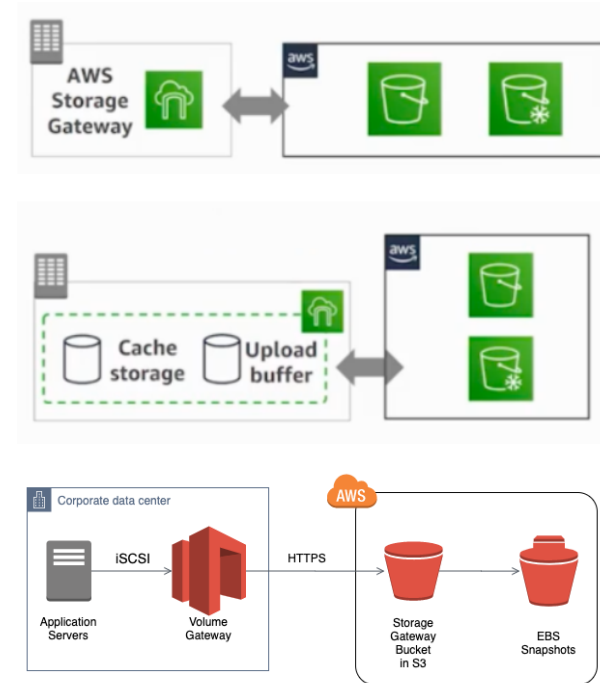 AWS
Storage
Gateway
aws
aws
Cache
storage
Upload
buffer
Corporate data center
AWS
iSCSI
HTTPS
Application
Servers
Volume
Gateway
Storage
Gateway
Bucket
in S3
EBS
Snapshots